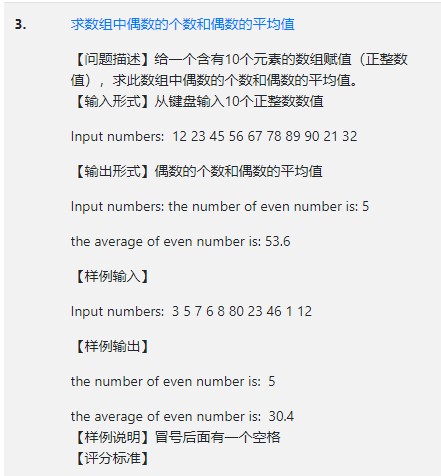 3. 求数组中偶数的个数和偶数的平均值
【问题描述】给一个含有10个元素的数组赋值（正整数
值），求此数组中偶数的个数和偶数的平均值。
【输入形式】从键盘输入10个正整数数值
Input numbers:  12 23 45 56 67 78 89 90 21 32
【输出形式】偶数的个数和偶数的平均值
Input numbers: the number of even number is: 5
the average of even number is: 53.6
【样例输入】
Input numbers:  3 5 7 6 8 80 23 46 1 12
【样例输出】
the number of even number is:  5
the average of even number is:  30.4
【样例说明】冒号后面有一个空格
【评分标准】